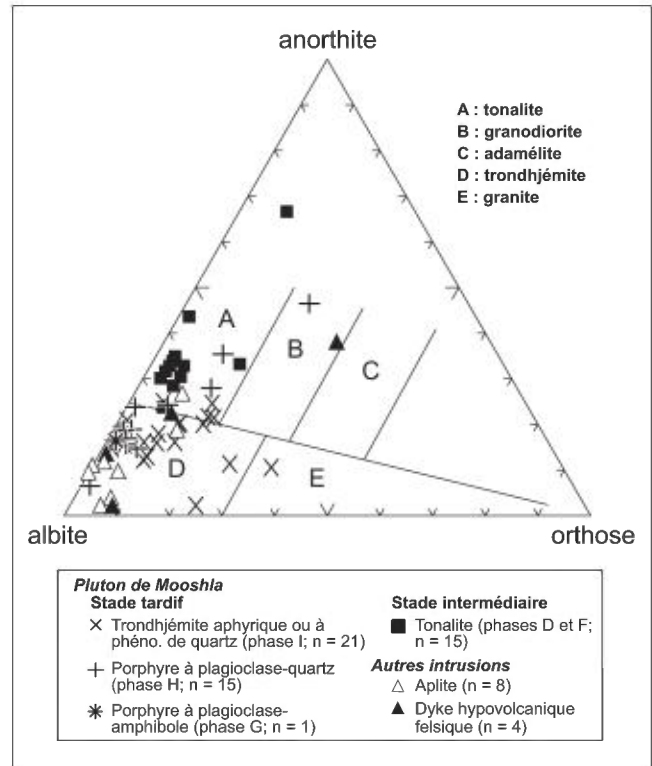 anorthite
A : tonalite
B : granodiorite
C : adamélite
D : trondhjémite
E : granite
A
B
C
D
E
albite
orthose
Pluton de Mooshla
Stade tardif
Trondhjémite aphyrique ou à
phéno. de quartz (phase I; n = 21)
Porphyre à plagioclase-quartz
(phase H; n = 15)
Porphyre à plagioclase-
amphibole (phase G; n = 1)
Stade intermédiaire
Tonalite (phases D et F;
n = 15)
Autres intrusions
Aplite (n = 8)
Dyke hypovolcanique
felsique (n = 4)